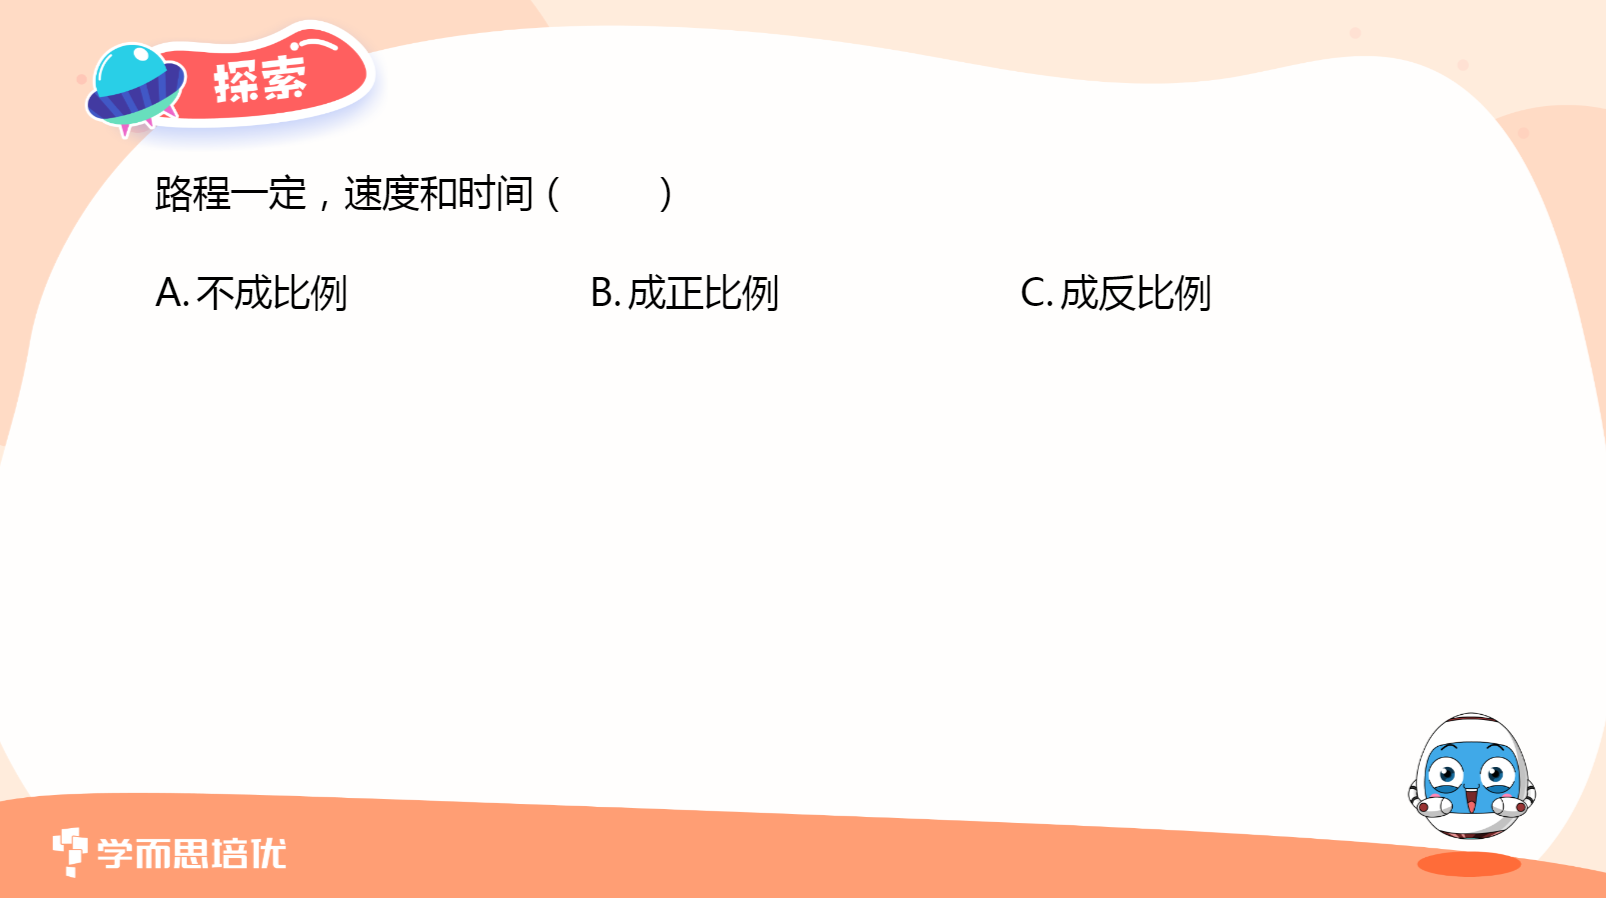 探索
路程一定，速度和时间（　　）
A. 不成比例 B. 成正比例 C. 成反比例
学而思培优